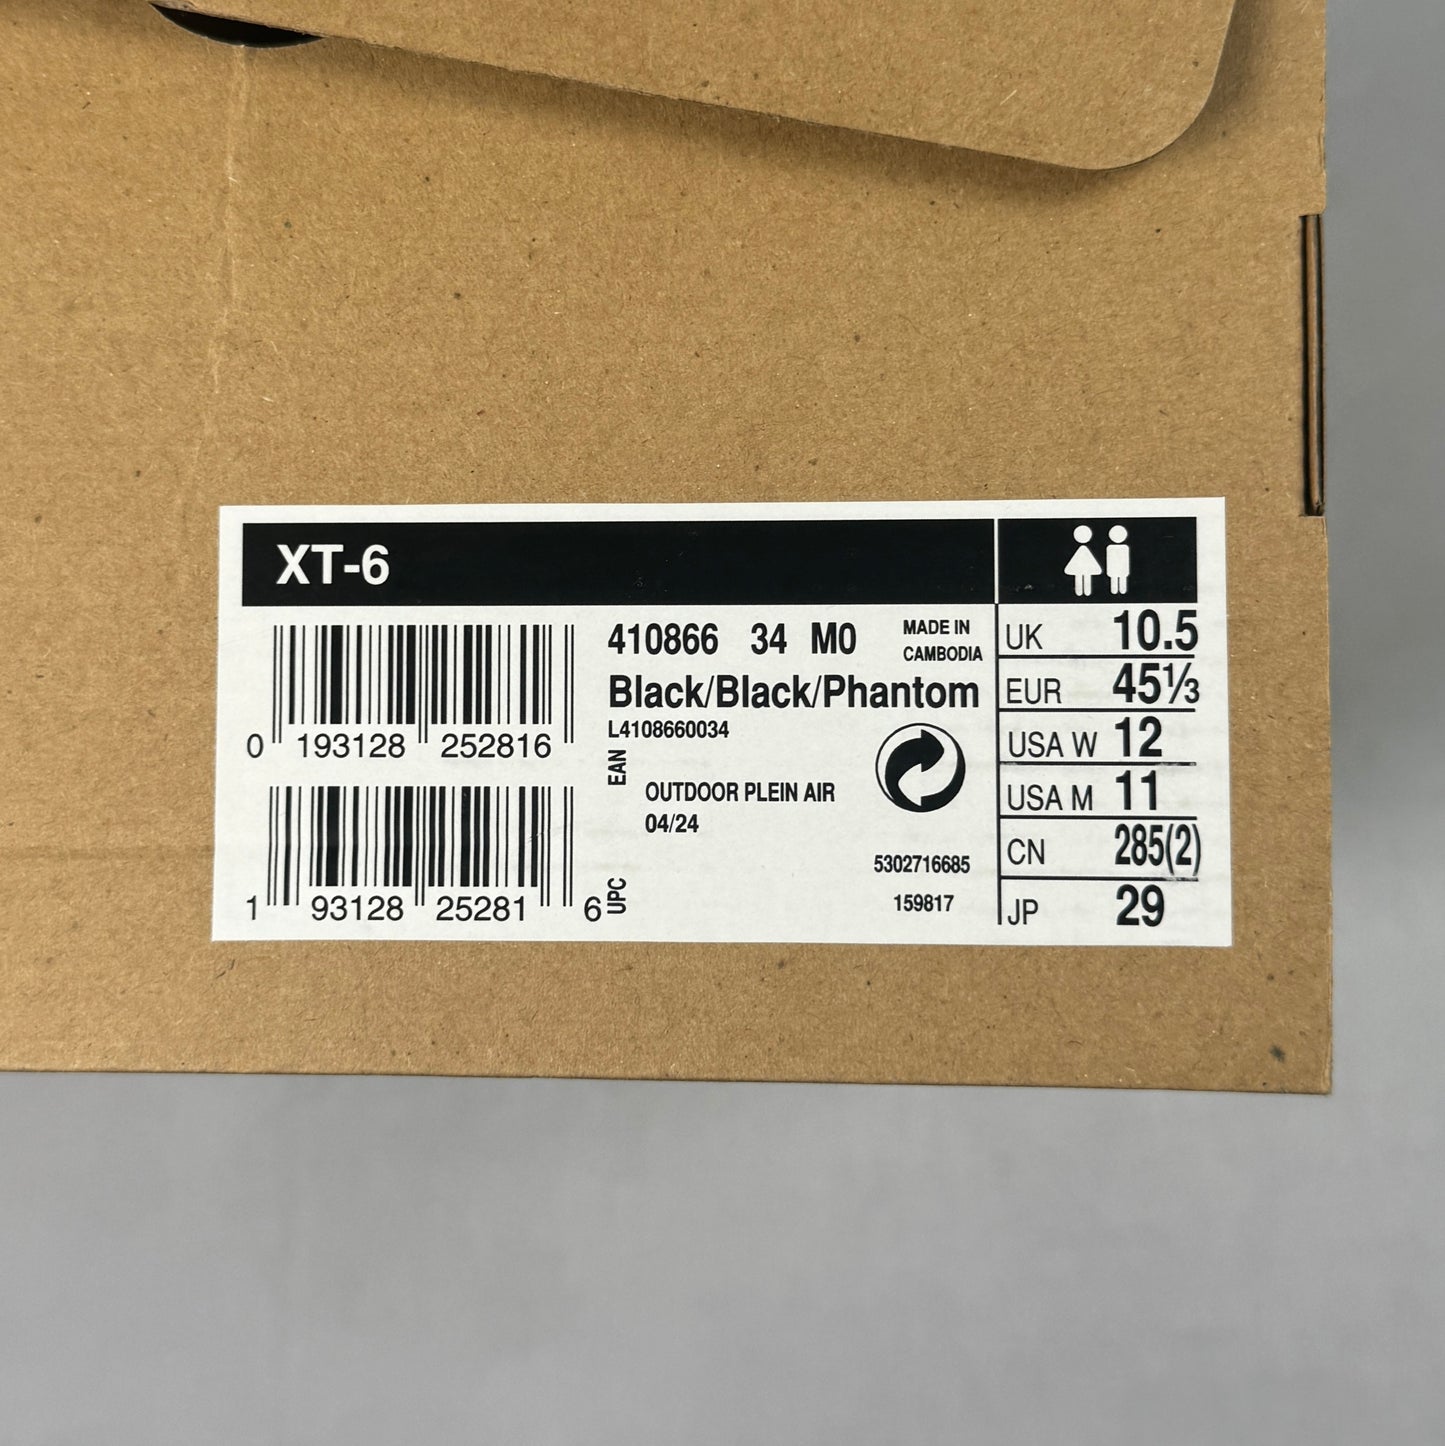 XT-6
0 193128 252816
1 93128 25281 6
EAN
UPC
410866 34 M0
MADE IN
CAMBODIA
Black/Black/Phantom
L4108660034
OUTDOOR PLEIN AIR
04/24
5302716685
159817
UK 10.5
EUR 45⅓
USA W 12
USA M 11
CN 285(2)
JP 29